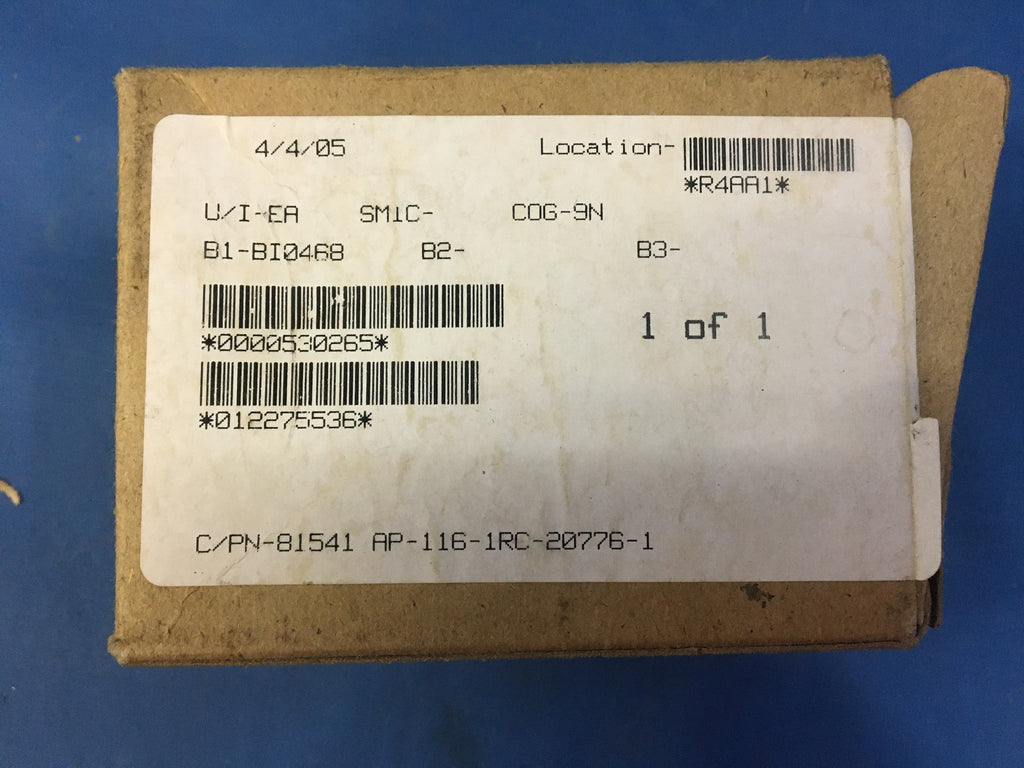 4/4/05 Location-
*R4AA1*
U/I-EA SMIC- COG-9N
B1-BI0468 B2- B3-
*0000530265*
1 of 1
*012275536*
C/PN-81541 AP-116-1RC-20776-1